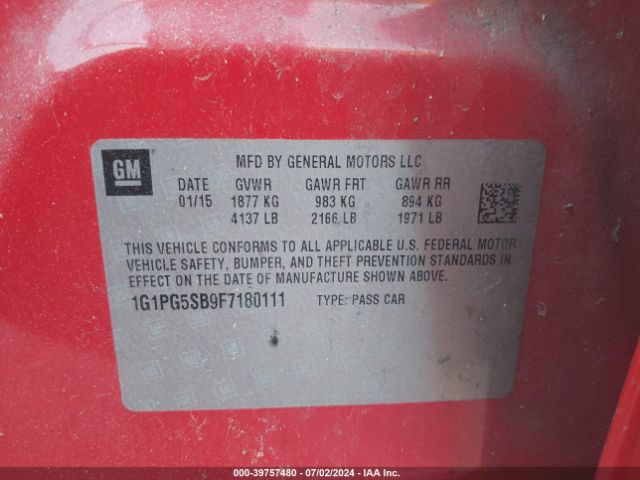 GM
MFD BY GENERAL MOTORS LLC
DATE GVWR GAWR FRT GAWR RR
01/15 1877 KG 983 KG 894 KG
4137 LB 2166 LB 1971 LB
THIS VEHICLE CONFORMS TO ALL APPLICABLE U.S. FEDERAL MOTOR
VEHICLE SAFETY, BUMPER, AND THEFT PREVENTION STANDARDS IN
EFFECT ON THE DATE OF MANUFACTURE SHOWN ABOVE.
1G1PG5SB9F7180111 TYPE: PASS CAR
000-39757480 - 07/02/2024 - IAA Inc.